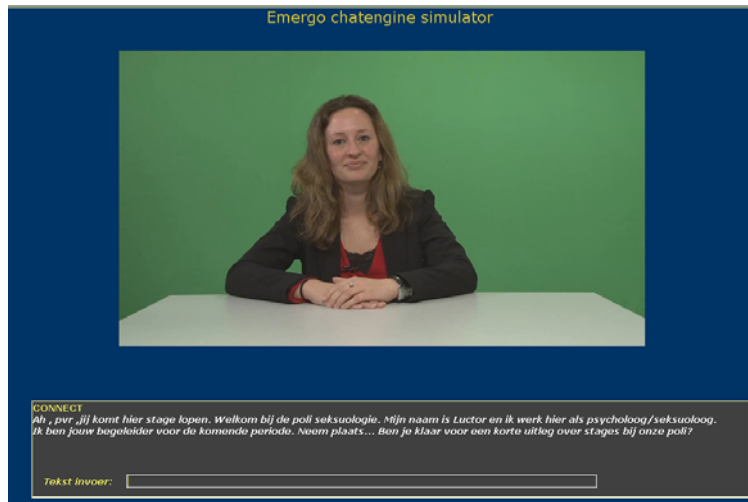 Emergo chatengine simulator
CONNECT
Ah , pvr ,jij komt hier stage lopen. Welkom bij de poli seksuologie. Mijn naam is Luctor en ik werk hier als psycholoog/seksuoloog.
Ik ben jouw begeleider voor de komende periode. Neem plaats... Ben je klaar voor een korte uitleg over stages bij onze poli?
Tekst invoer: